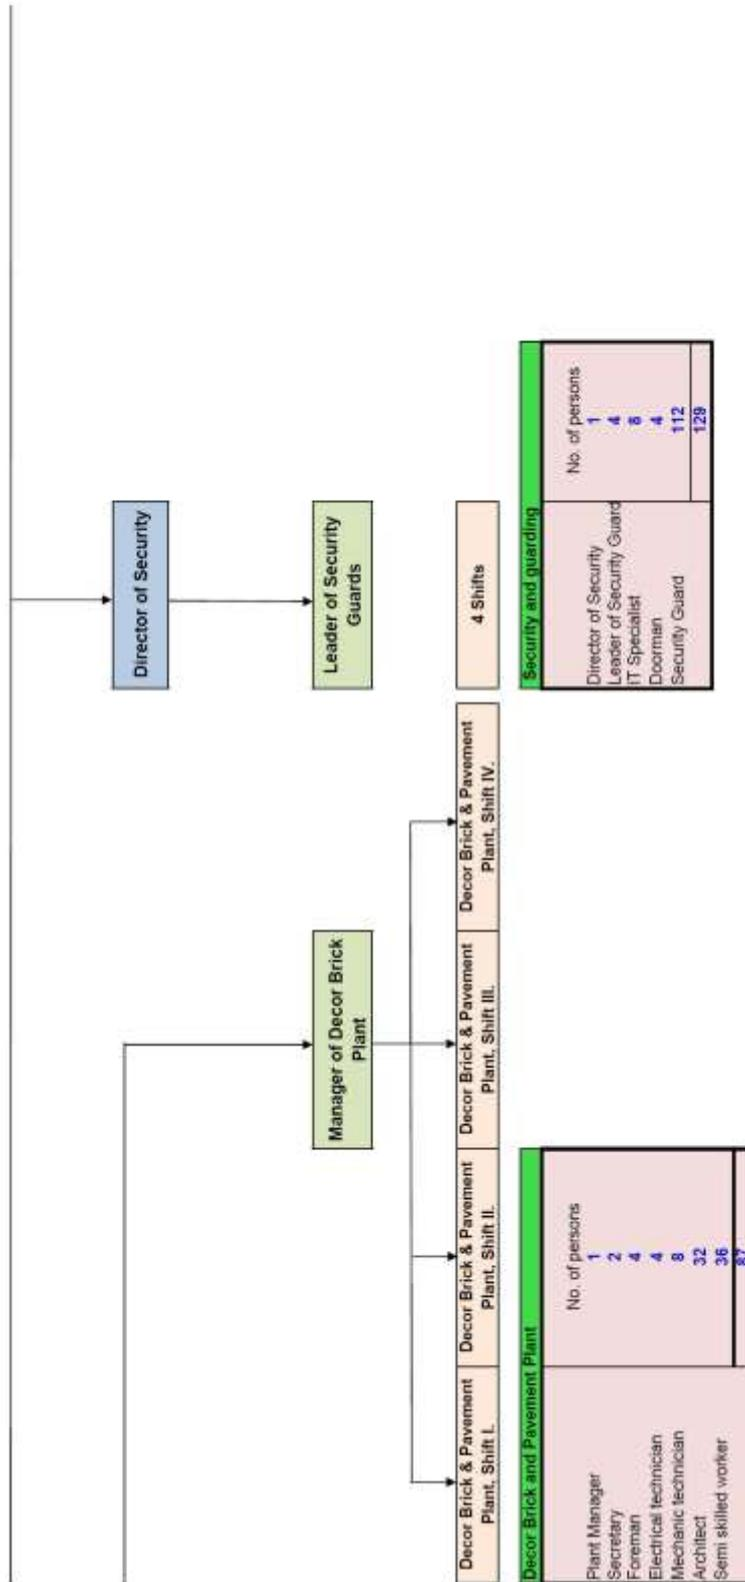 Director of Security
Manager of Decor Brick
Plant
Leader of Security
Guards
Decor Brick & Pavement
Plant, Shift I.
Decor Brick & Pavement
Plant, Shift II.
Decor Brick & Pavement
Plant, Shift III.
Decor Brick & Pavement
Plant, Shift IV.
4 Shifts
Decor Brick and Pavement Plant
No. of persons
Plant Manager 1
Secretary 2
Foreman 4
Electrical technician 4
Mechanic technician 8
Architect 32
Semi skilled worker 36
87
Security and guarding
No. of persons
Director of Security 1
Leader of Security Guard 4
IT Specialist 8
Doorman 4
Security Guard 112
129